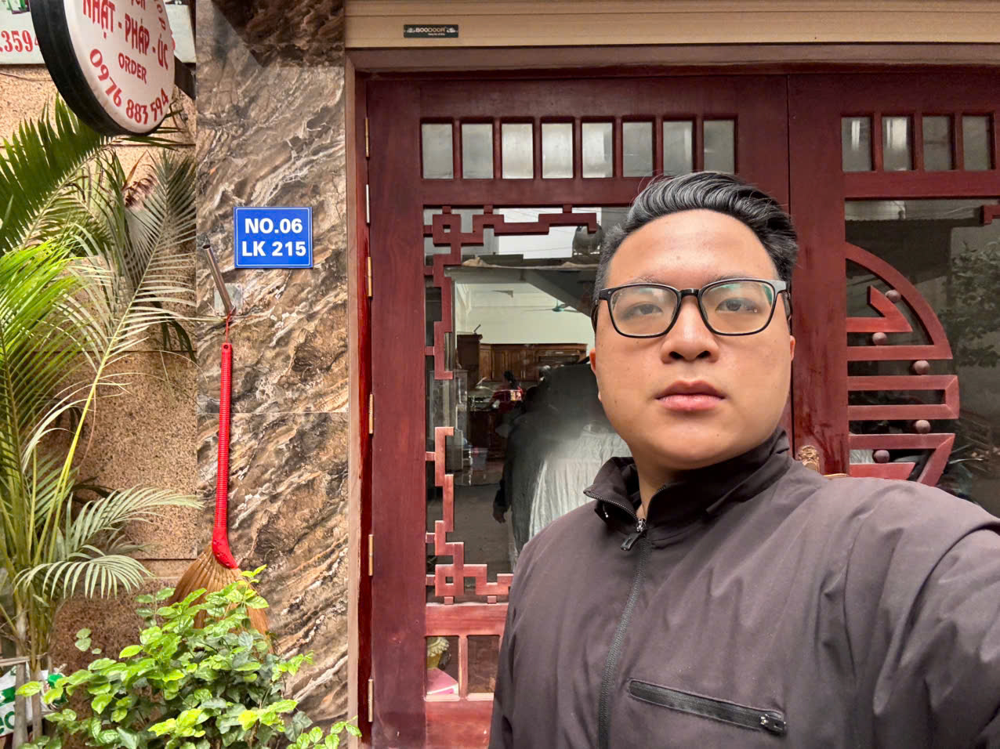 NHẬT - PHÁP - ÚC
ORDER
0976 883 594
.3594
BOODOOR
NO.06
LK 215